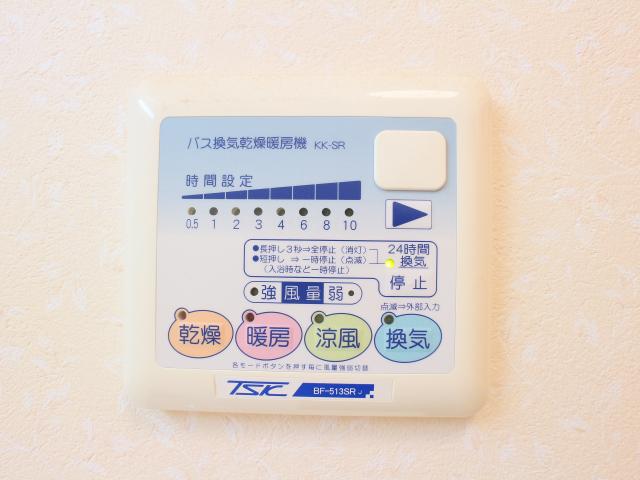 バス換気乾燥暖房機 KK-SR
時間設定
0.5 1 2 3 4 6 8 10
●長押し3秒⇒全停止(消灯)
●短押し ⇒ 一時停止(点滅)
(入浴時など一時停止)
24時間
換気
停止
強 風量 弱
点滅⇒外部入力
乾燥 暖房 涼風 換気
各モードボタンを押す毎に風量強弱切替
TSK BF-513SRJ